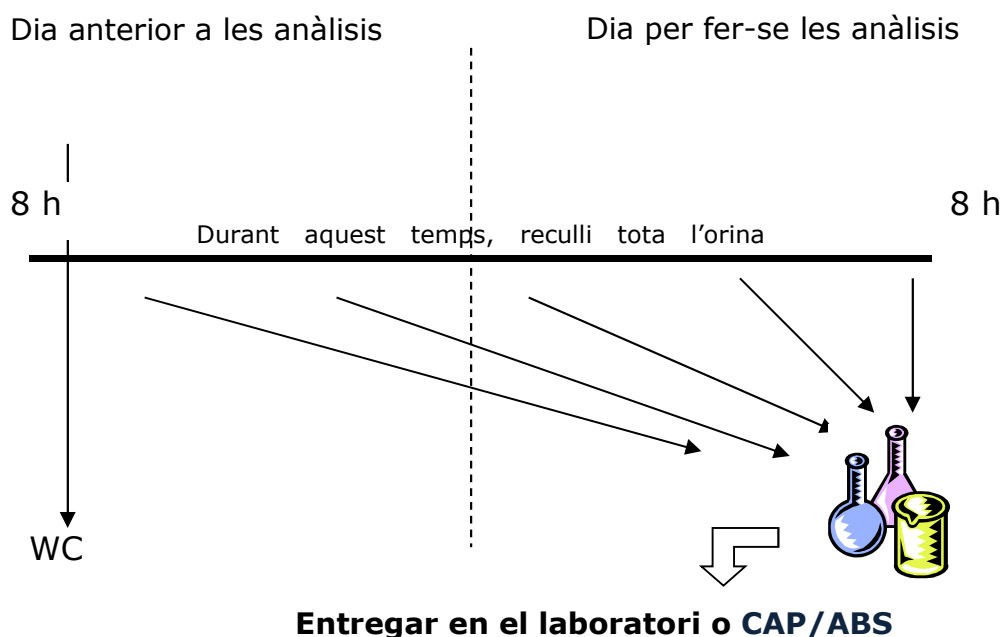 Dia anterior a les anàlisis
Dia per fer-se les anàlisis
8 h
8 h
Durant aquest temps, reculli tota l’orina
WC
Entregar en el laboratori o CAP/ABS